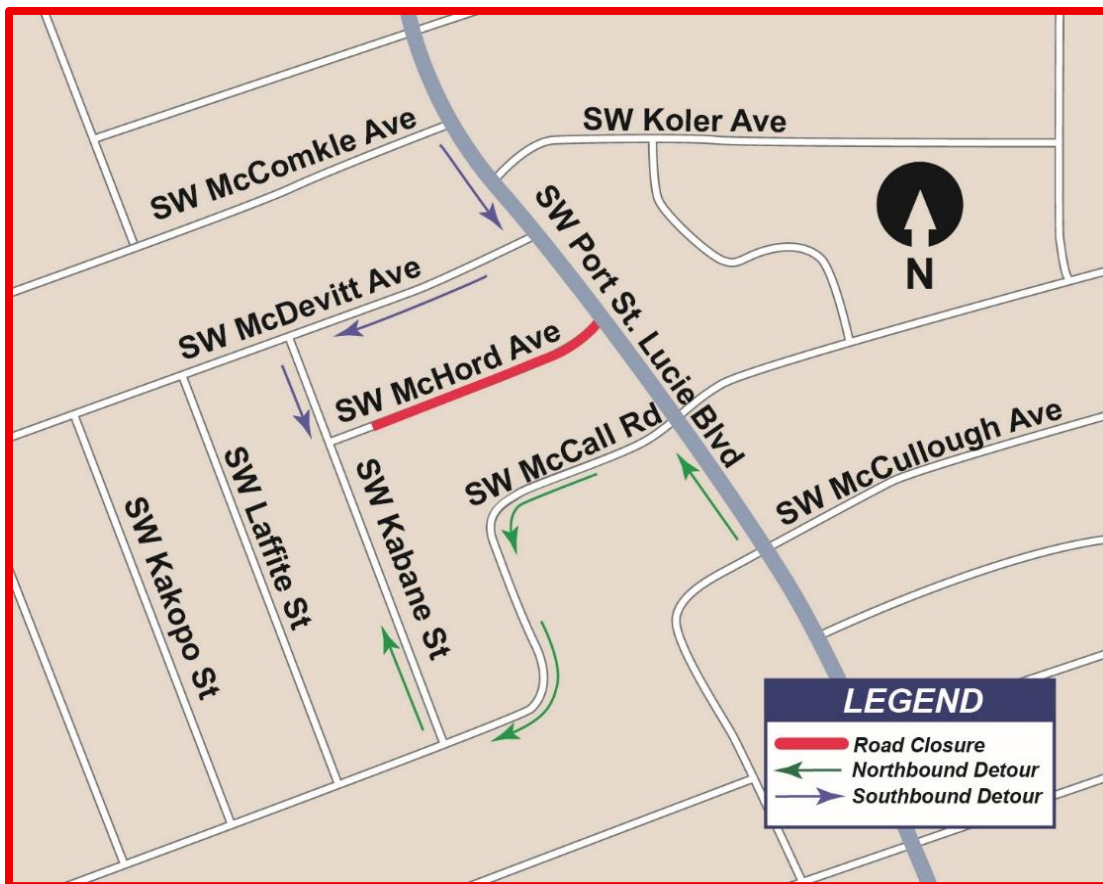 SW McComkle Ave
SW Koler Ave
SW Port St. Lucie Blvd
N
SW McDevitt Ave
SW McHord Ave
SW McCall Rd
SW McCullough Ave
SW Kakopo St
SW Laffite St
SW Kabane St
LEGEND
Road Closure
Northbound Detour
Southbound Detour